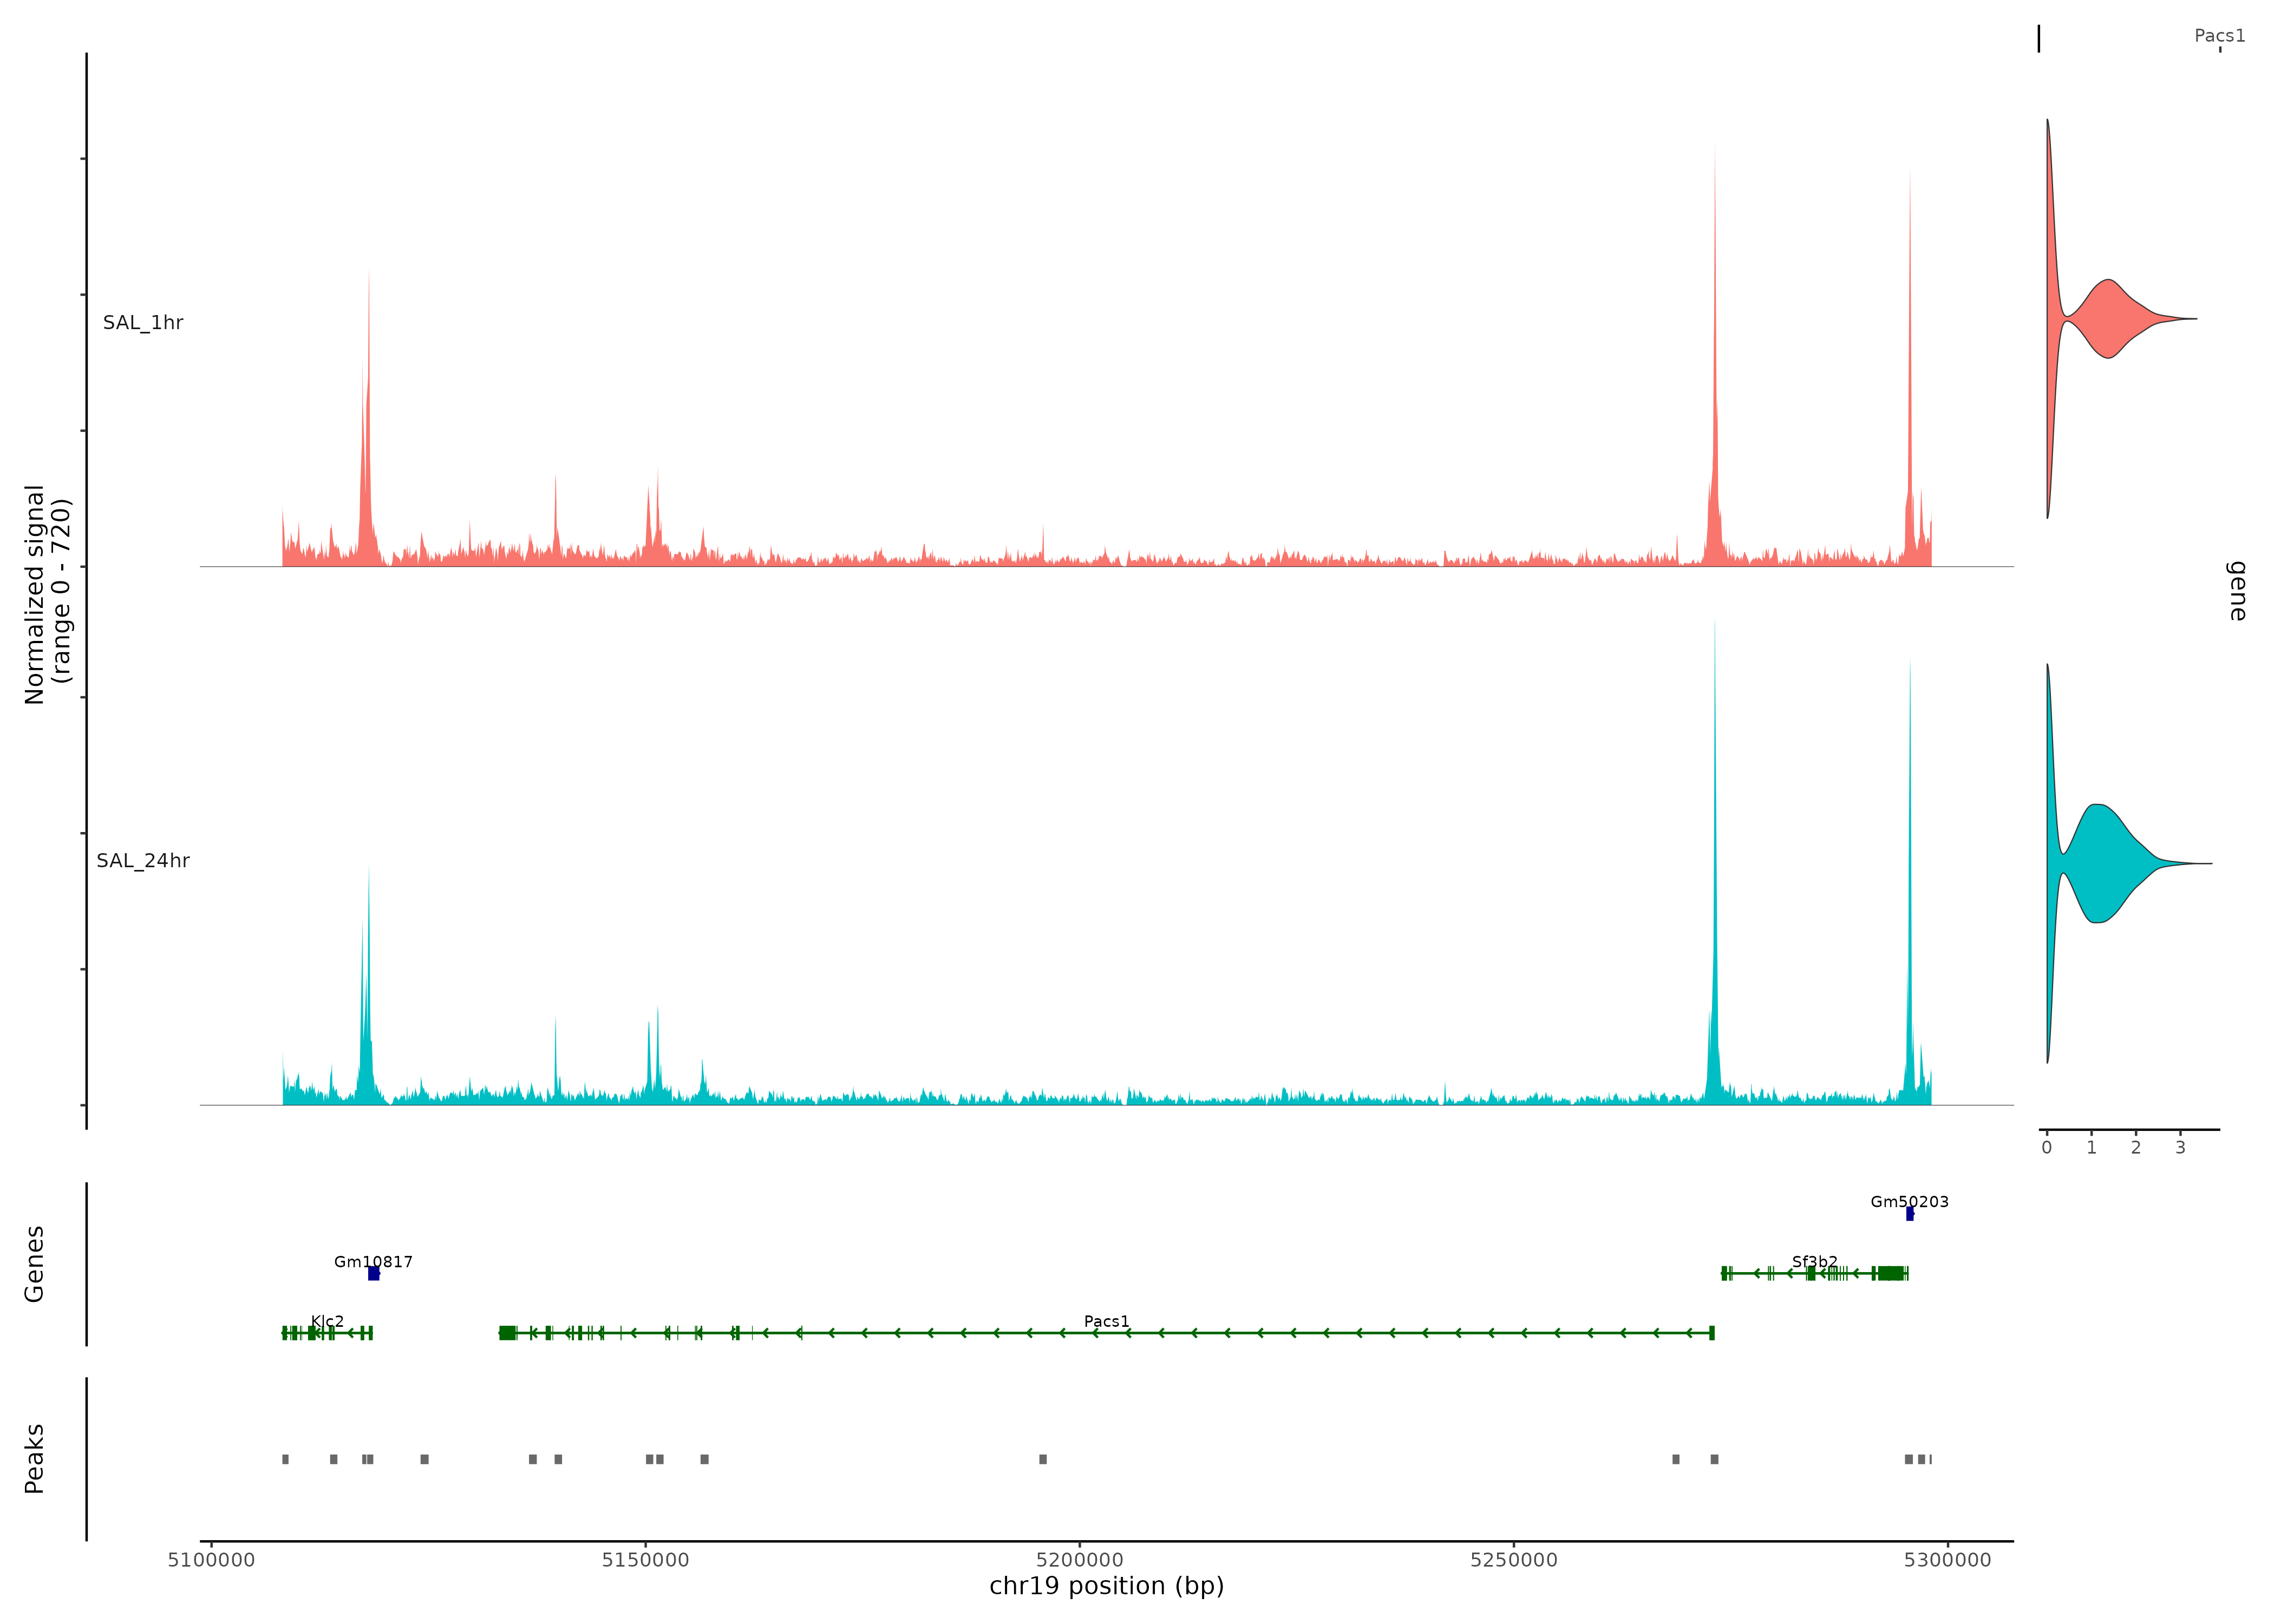 Pacs1
SAL_1hr
Normalized signal
(range 0 - 720)
gene
SAL_24hr
0 1 2 3
Genes
Gm50203
Gm10817
Sf3b2
Klc2
Pacs1
Peaks
5100000 5150000 5200000 5250000 5300000
chr19 position (bp)